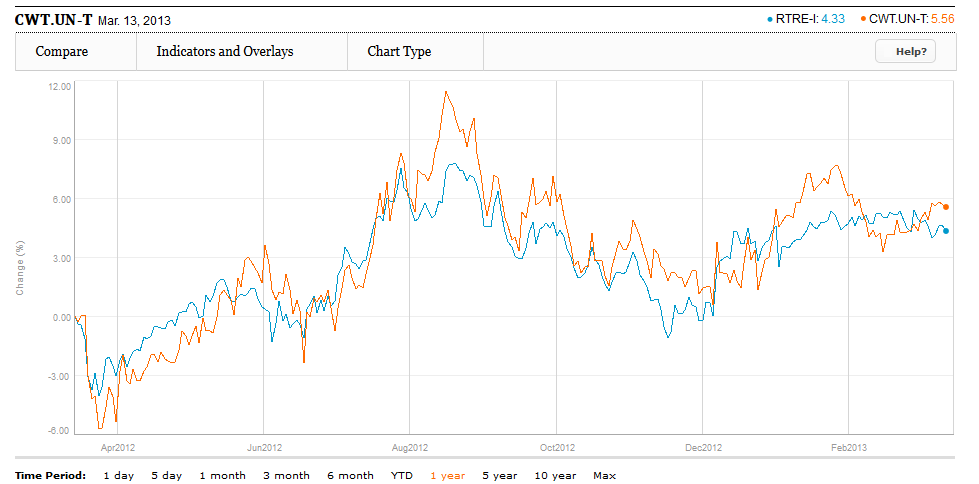 CWT.UN-T Mar. 13, 2013 RTRE-I: 4.33 CWT.UN-T: 5.56
Compare Indicators and Overlays Chart Type Help?
12.00
9.00
6.00
3.00
0.00
-3.00
-6.00
Change (%)
Apr2012 Jun2012 Aug2012 Oct2012 Dec2012 Feb2013
Time Period: 1 day 5 day 1 month 3 month 6 month YTD 1 year 5 year 10 year Max